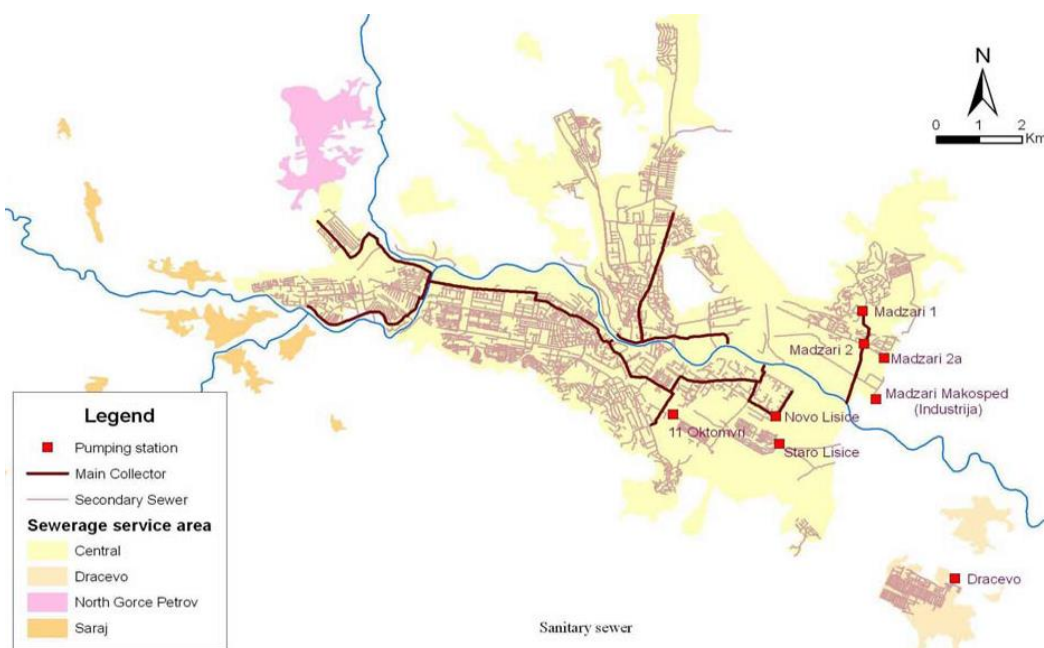 N
0 1 2
Km
Madzari 1
Madzari 2
Madzari 2a
Madzari Makosped
(Industrija)
Novo Lisice
11 Oktomvri
Staro Lisice
Dracevo
Legend
Pumping station
Main Collector
Secondary Sewer
Sewerage service area
Central
Dracevo
North Gorce Petrov
Saraj
Sanitary sewer